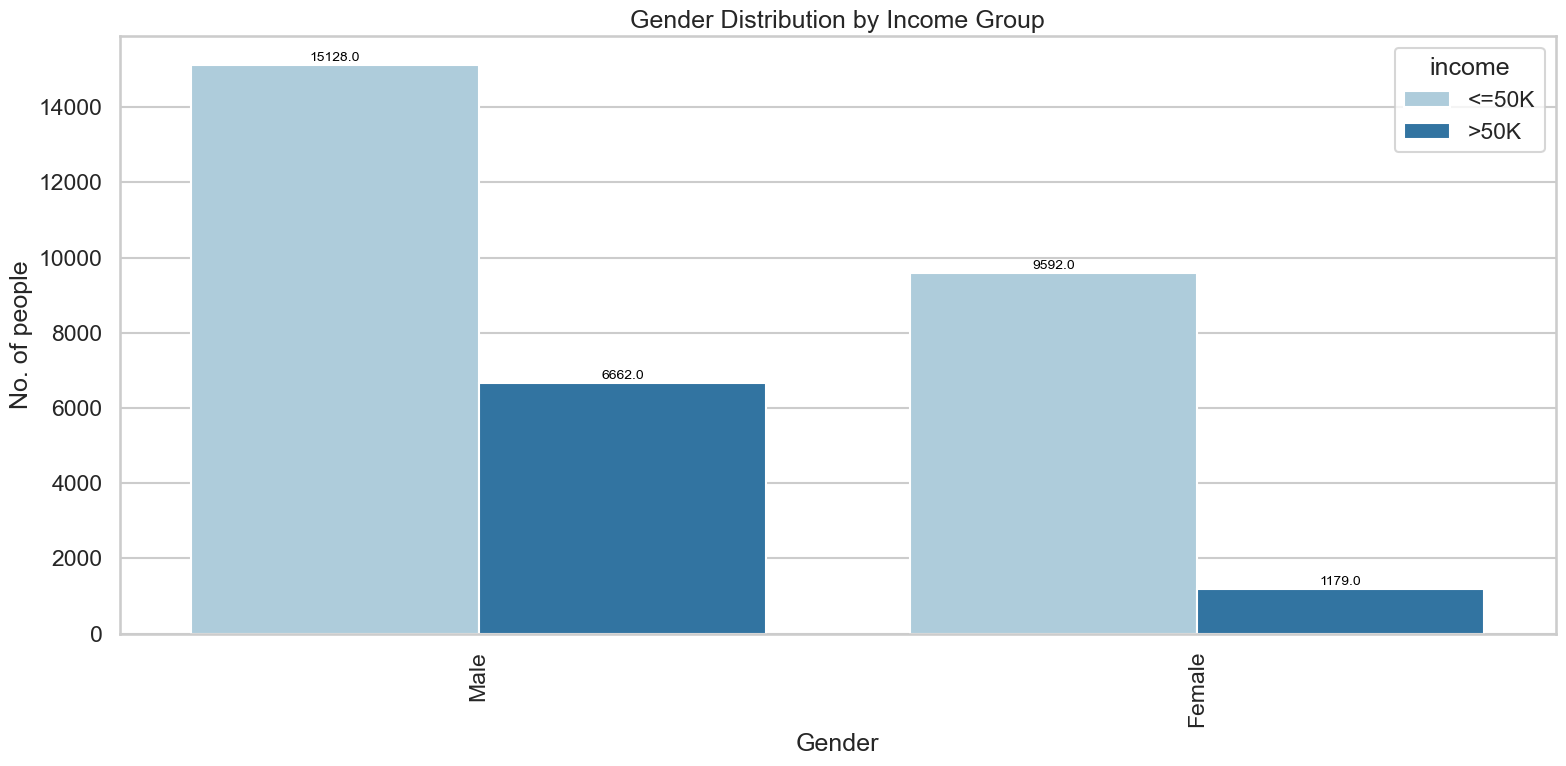 Gender Distribution by Income Group
income
<=50K
>50K
No. of people
14000
12000
10000
8000
6000
4000
2000
0
15128.0
6662.0
9592.0
1179.0
Male
Female
Gender